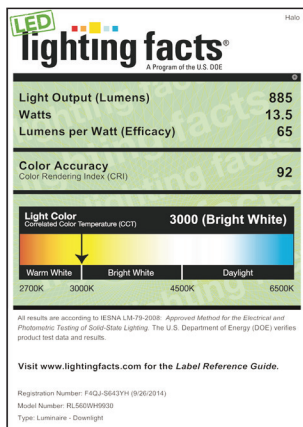 Halo
LED
lighting facts®
A Program of the U.S. DOE
Light Output (Lumens) 885
Watts 13.5
Lumens per Watt (Efficacy) 65
Color Accuracy
Color Rendering Index (CRI) 92
Light Color
Correlated Color Temperature (CCT) 3000 (Bright White)
Warm White Bright White Daylight
2700K 3000K 4500K 6500K
All results are according to IESNA LM-79-2008: Approved Method for the Electrical and
Photometric Testing of Solid-State Lighting. The U.S. Department of Energy (DOE) verifies
product test data and results.
Visit www.lightingfacts.com for the Label Reference Guide.
Registration Number: F4QJ-S643YH (9/26/2014)
Model Number: RL560WH9930
Type: Luminaire - Downlight